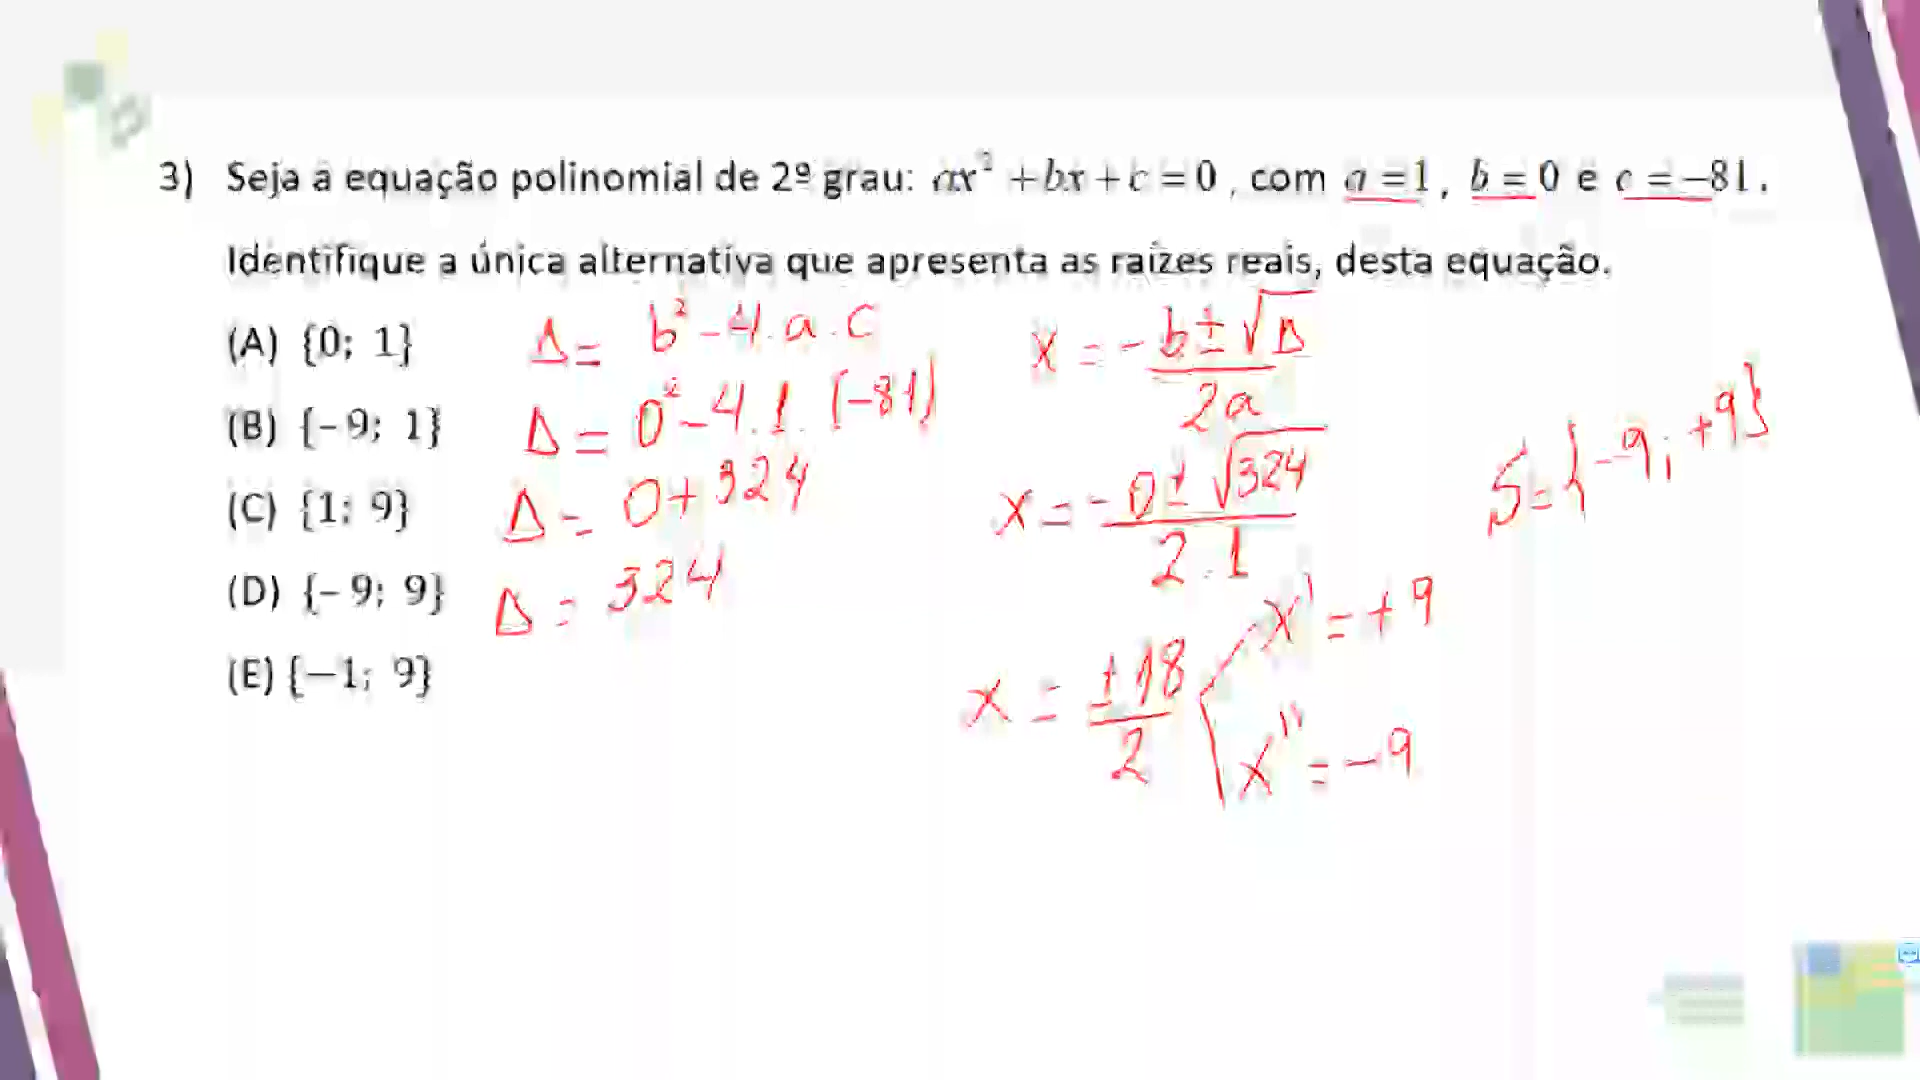 3) Seja a equação polinomial de 2º grau: ax² + bx + c = 0 , com a = 1 , b = 0 e c = −81 .
Identifique a única alternativa que apresenta as raízes reais, desta equação.
(A) {0; 1}
(B) {− 9; 1}
(C) {1; 9}
(D) {− 9; 9}
(E) {−1; 9}
Δ = b² − 4 . a . c
Δ = 0² − 4 . 1 . (−81)
Δ = 0 + 324
Δ = 324
x = −b ± √Δ / 2a
x = −0 ± √324 / 2 . 1
x = ± 18 / 2
x' = + 9
x'' = − 9
S = {−9; +9}